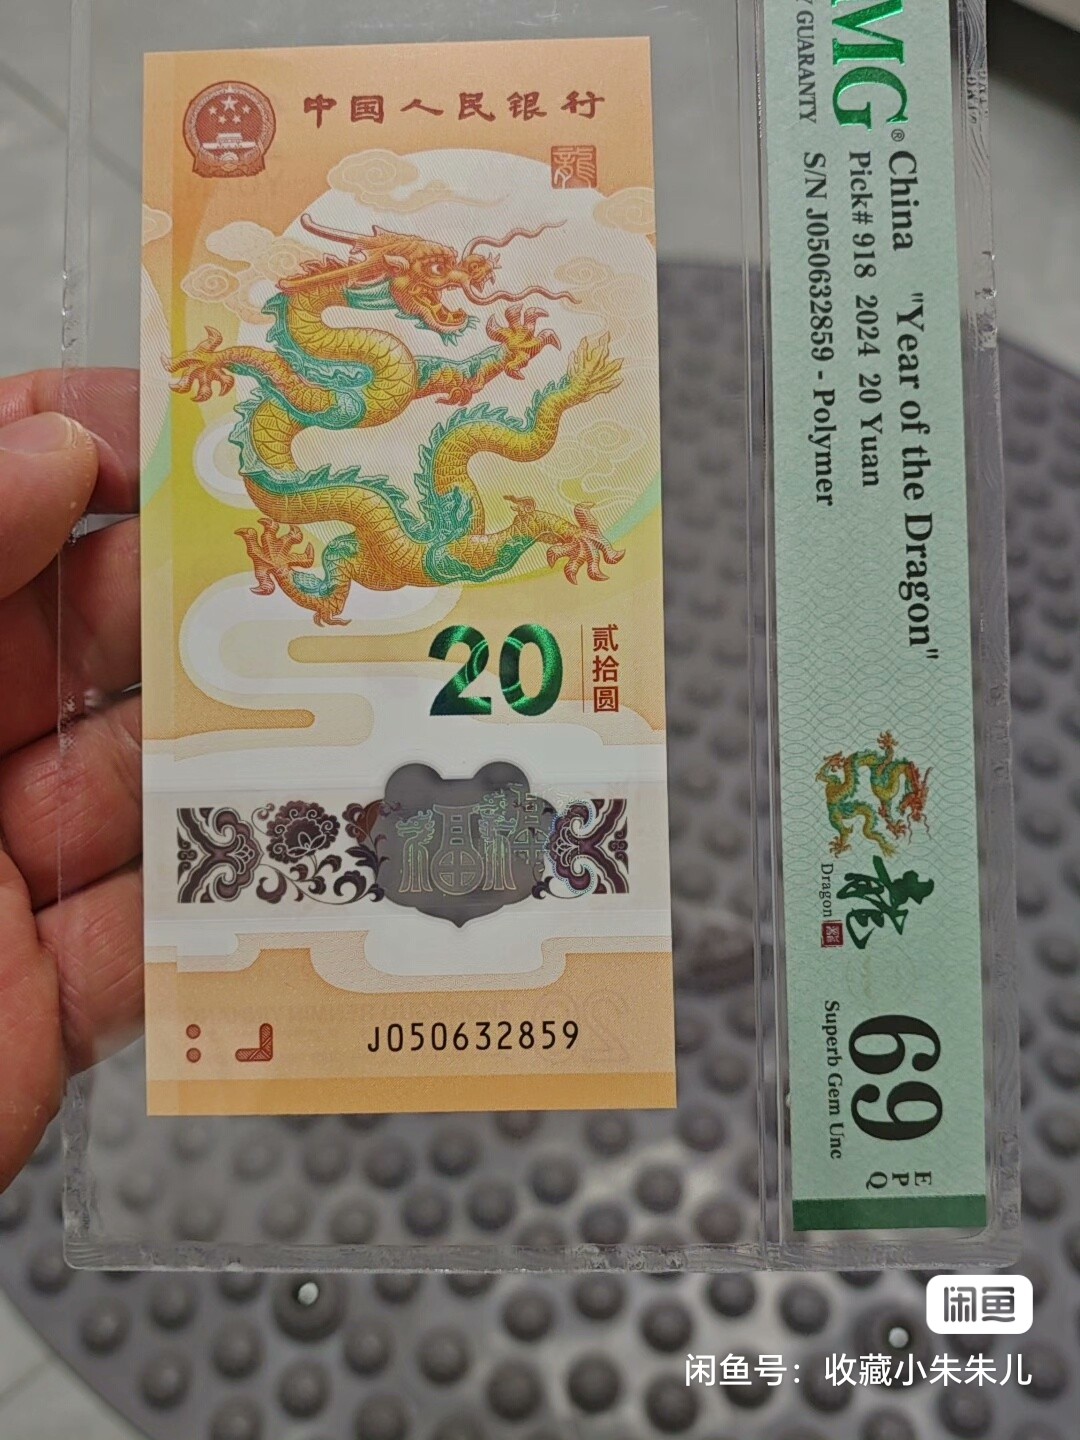 中国人民银行
龍
20
贰拾圆
福
J050632859
MG®
Y GUARANTY
China "Year of the Dragon"
Pick# 918 2024 20 Yuan
S/N J050632859 - Polymer
龍
Dragon
69
EPQ
Superb Gem Unc
闲鱼
闲鱼号：收藏小朱朱儿